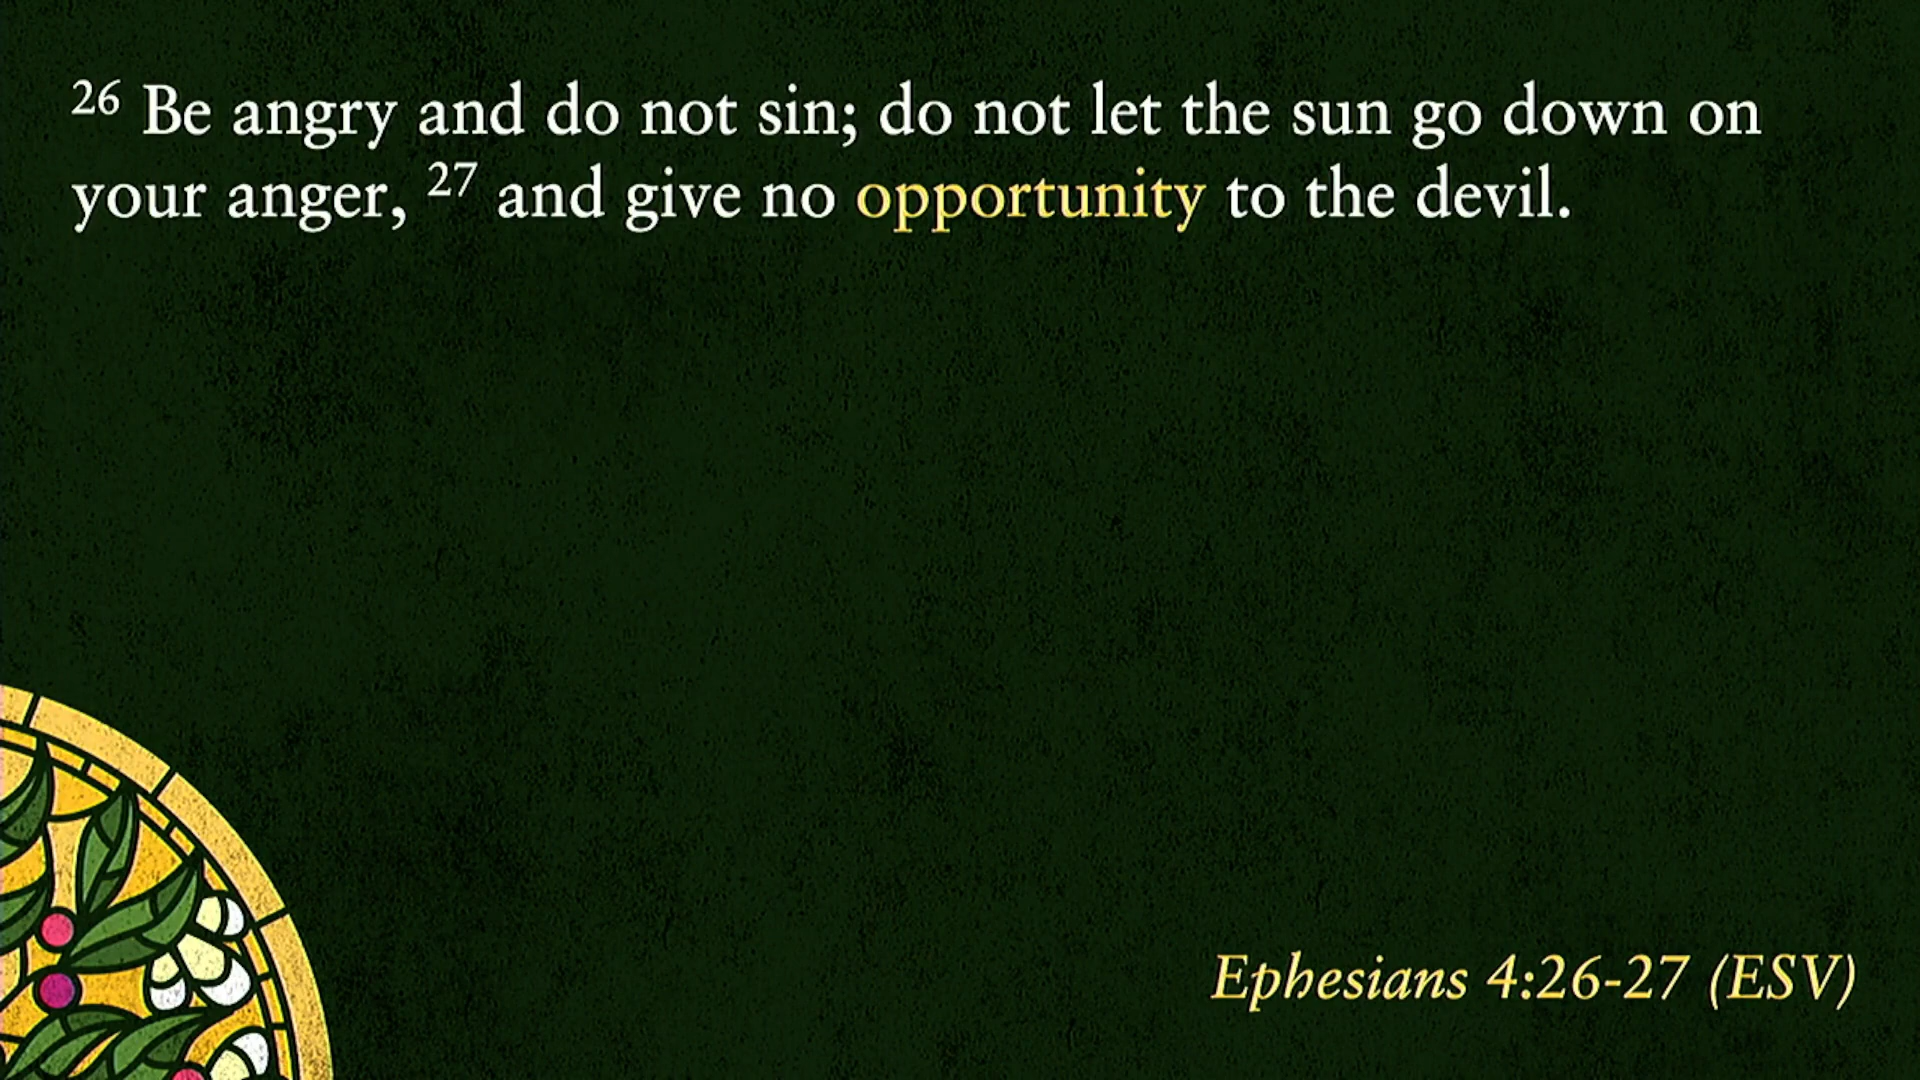 26 Be angry and do not sin; do not let the sun go down on
your anger, 27 and give no opportunity to the devil.
Ephesians 4:26-27 (ESV)